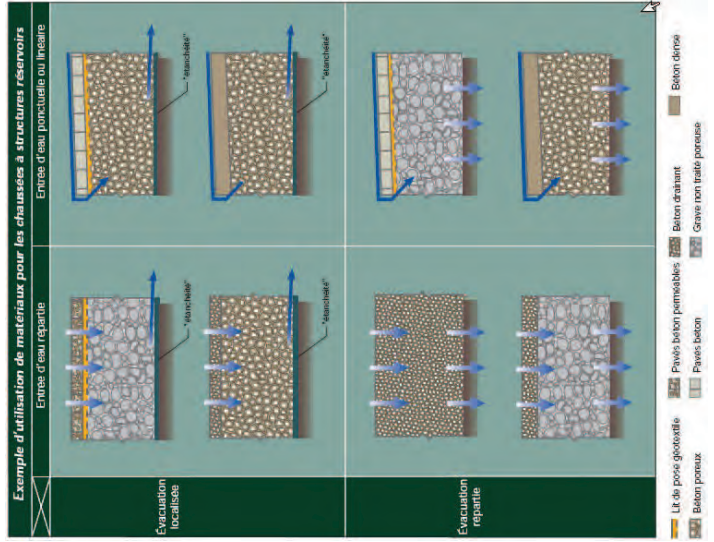 Exemple d'utilisation de matériaux pour les chaussées à structures réservoirs
Entrée d'eau répartie
Entrée d'eau ponctuelle ou linéaire
Évacuation
localisée
"étanchéité"
"étanchéité"
"étanchéité"
"étanchéité"
Évacuation
répartie
Lit de pose géotextile
Pavés béton perméables
Béton drainant
Béton dense
Béton poreux
Pavés béton
Grave non traité poreuse